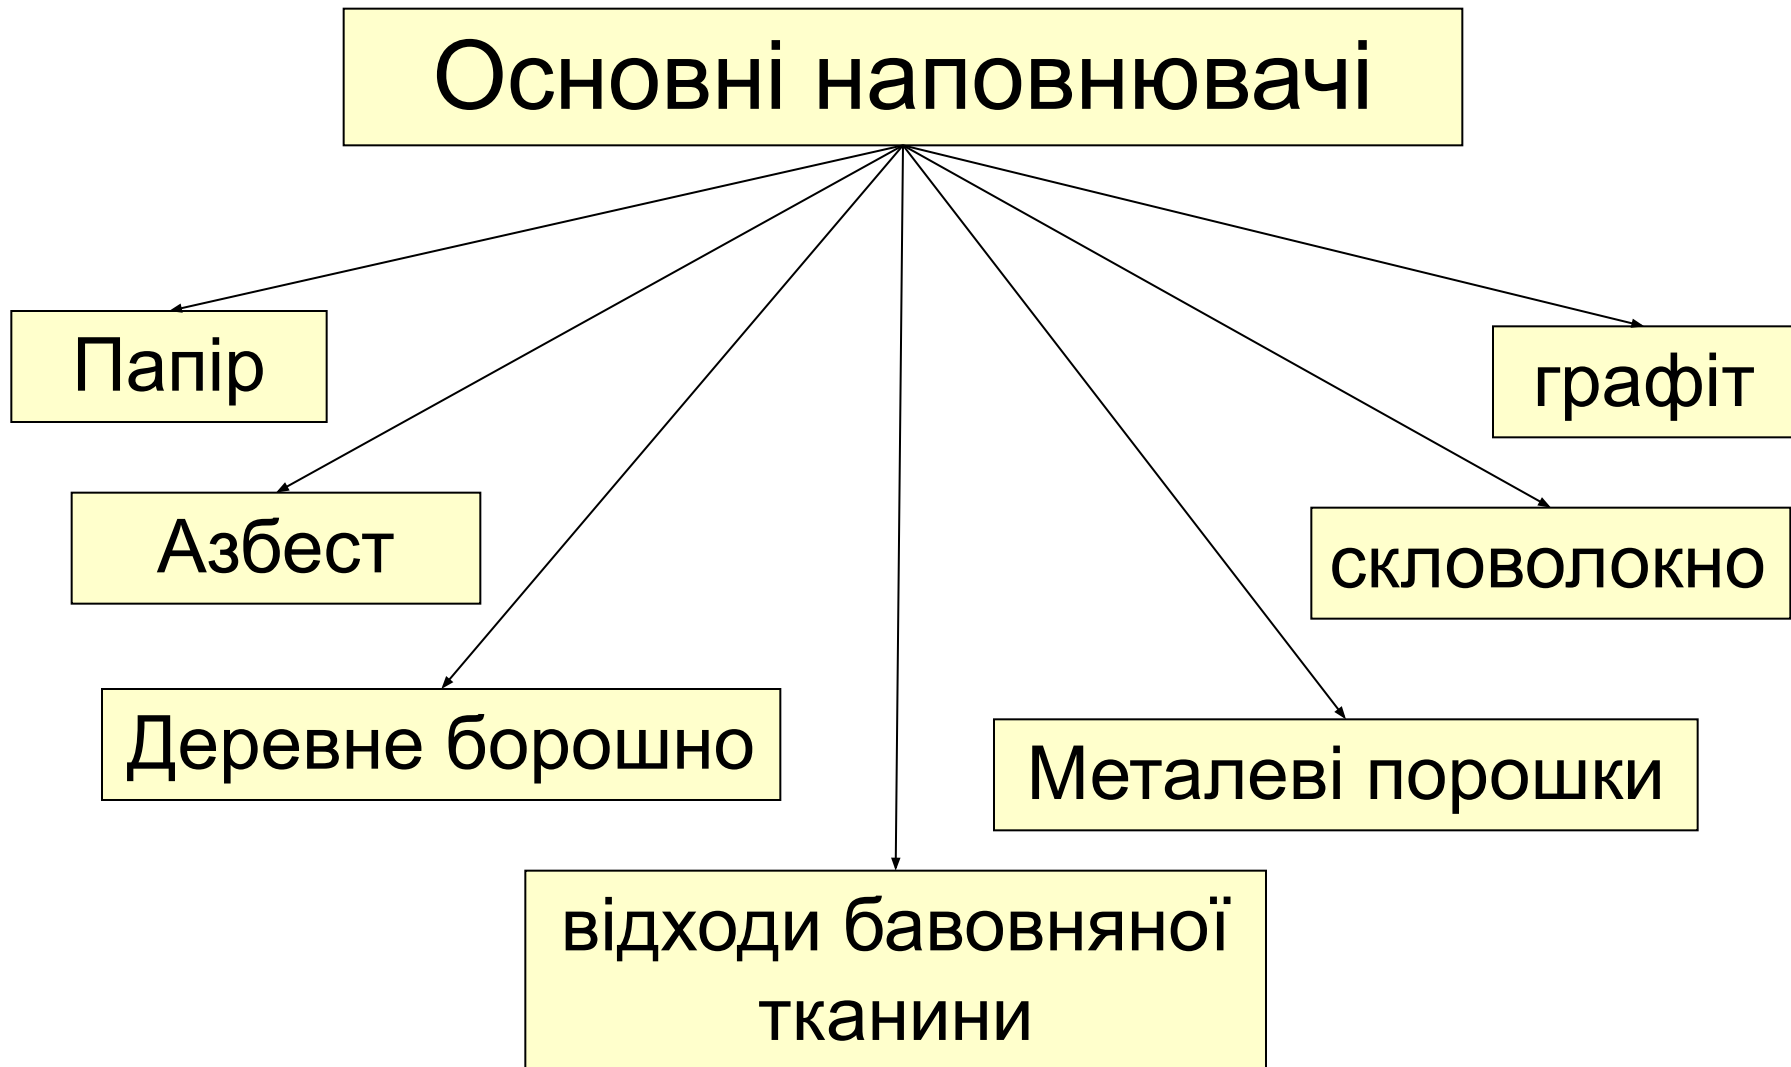 Основні наповнювачі
Папір
графіт
Азбест
скловолокно
Деревне борошно
Металеві порошки
відходи бавовняної
тканини